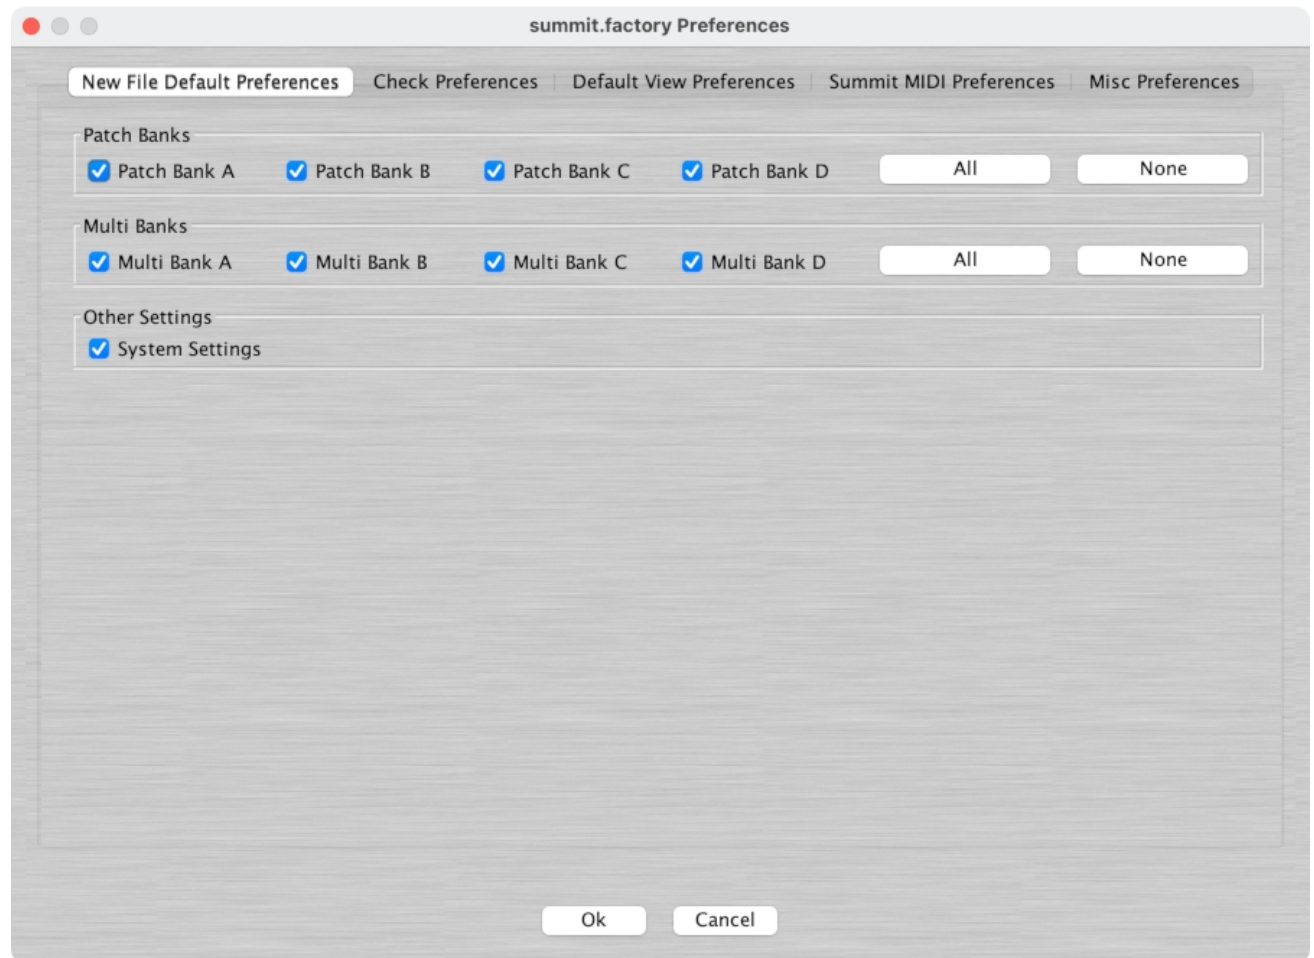 summit.factory Preferences
New File Default Preferences Check Preferences Default View Preferences Summit MIDI Preferences Misc Preferences
Patch Banks
Patch Bank A Patch Bank B Patch Bank C Patch Bank D All None
Multi Banks
Multi Bank A Multi Bank B Multi Bank C Multi Bank D All None
Other Settings
System Settings
Ok Cancel